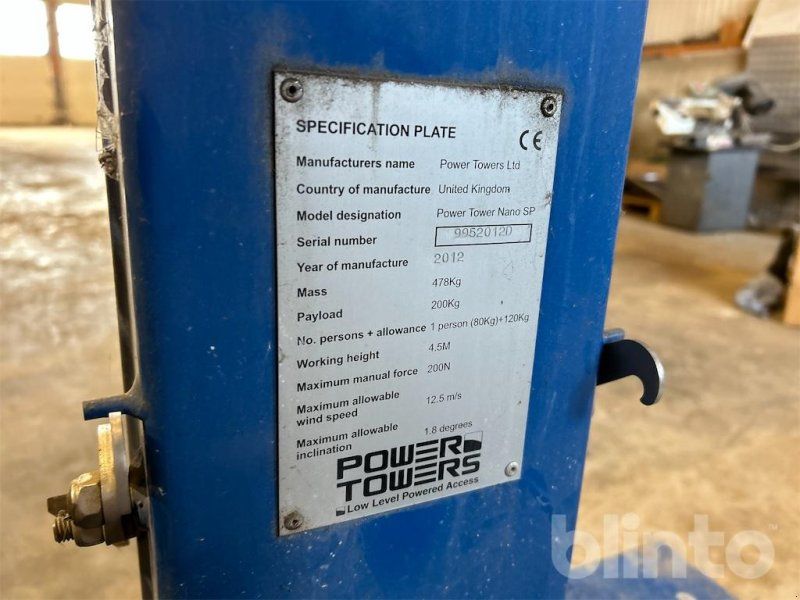 SPECIFICATION PLATE
CE
Manufacturers name Power Towers Ltd
Country of manufacture United Kingdom
Model designation Power Tower Nano SP
Serial number 9952012D
Year of manufacture 2012
Mass 478Kg
Payload 200Kg
No. persons + allowance 1 person (80Kg)+120Kg
Working height 4.5M
Maximum manual force 200N
Maximum allowable
wind speed 12.5 m/s
Maximum allowable
inclination 1.8 degrees
POWER
TOWERS
Low Level Powered Access
blinto™